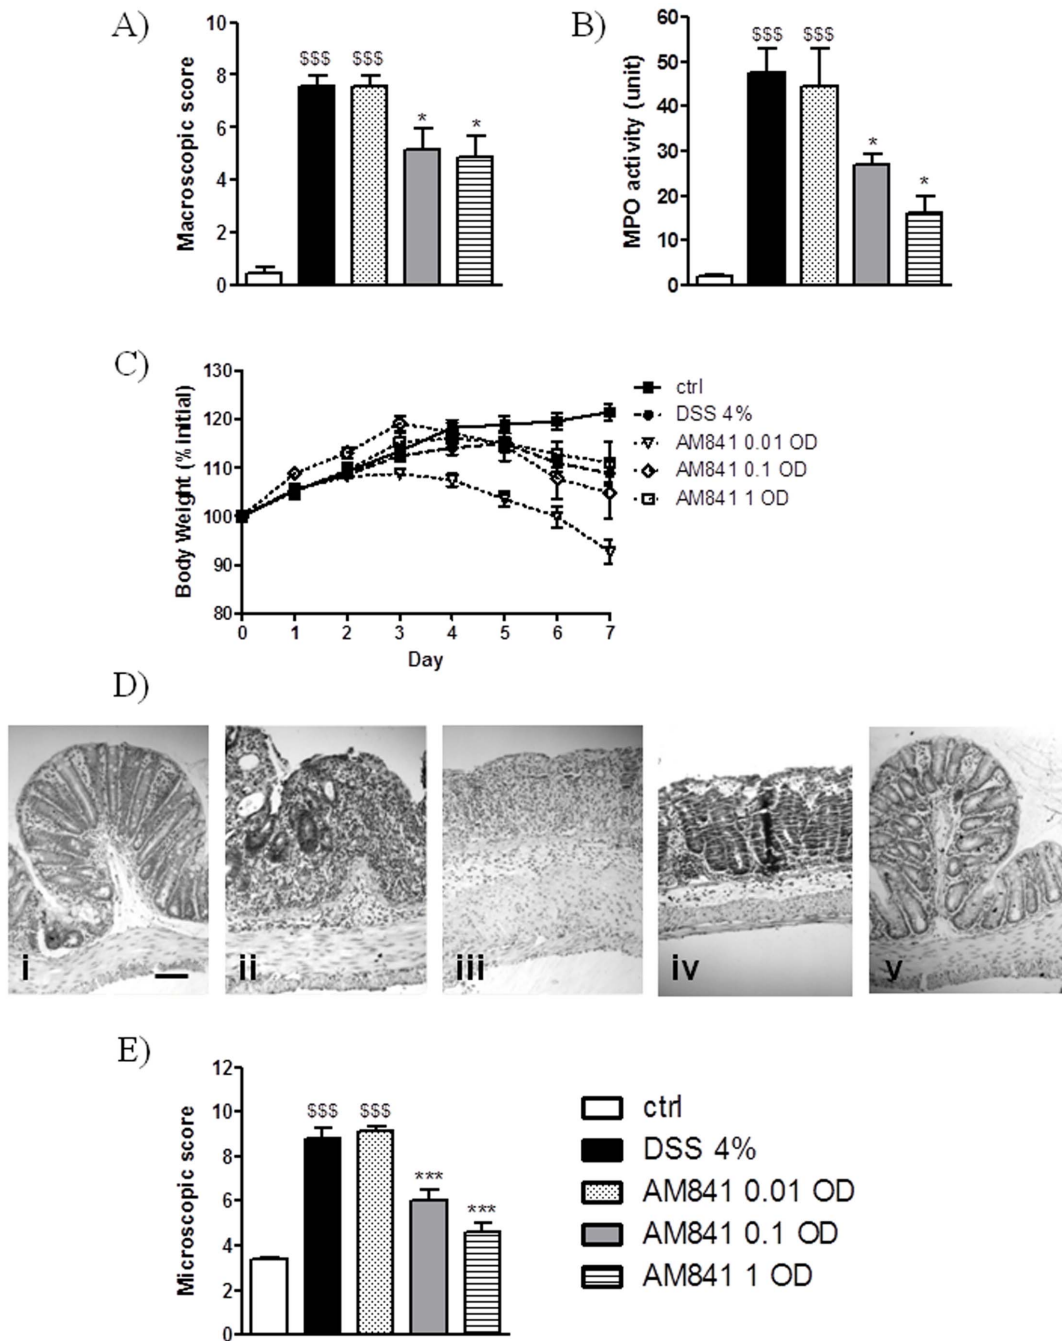 A)
Macroscopic score
10
8
6
4
2
0
$$$
$$$
*
*
B)
MPO activity (unit)
60
50
40
30
20
10
0
$$$
$$$
*
*
C)
Body Weight (% initial)
130
120
110
100
90
80
0 1 2 3 4 5 6 7
Day
ctrl
DSS 4%
AM841 0.01 OD
AM841 0.1 OD
AM841 1 OD
D)
i
ii
iii
iv
v
E)
Microscopic score
12
10
8
6
4
2
0
$$$
$$$
***
***
ctrl
DSS 4%
AM841 0.01 OD
AM841 0.1 OD
AM841 1 OD